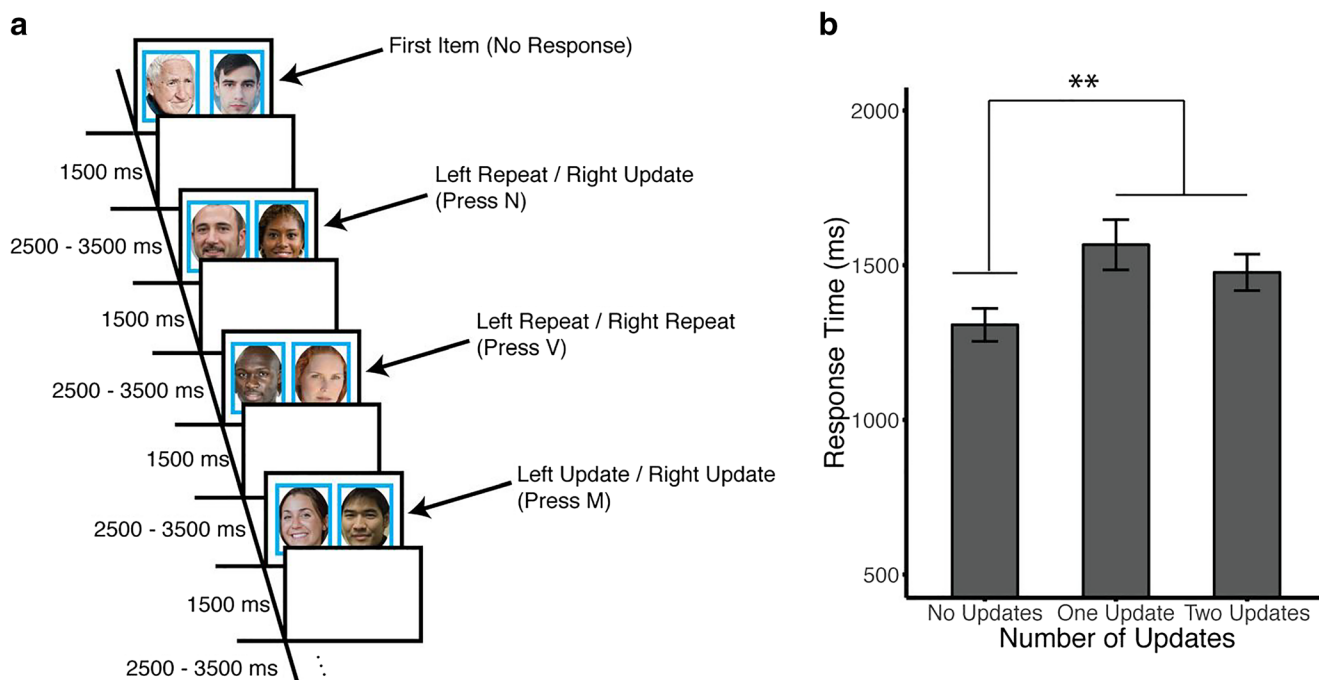 a
First Item (No Response)
1500 ms
Left Repeat / Right Update
(Press N)
2500 - 3500 ms
1500 ms
Left Repeat / Right Repeat
(Press V)
2500 - 3500 ms
1500 ms
Left Update / Right Update
(Press M)
2500 - 3500 ms
1500 ms
2500 - 3500 ms
b
**
2000
1500
1000
500
Response Time (ms)
No Updates One Update Two Updates
Number of Updates